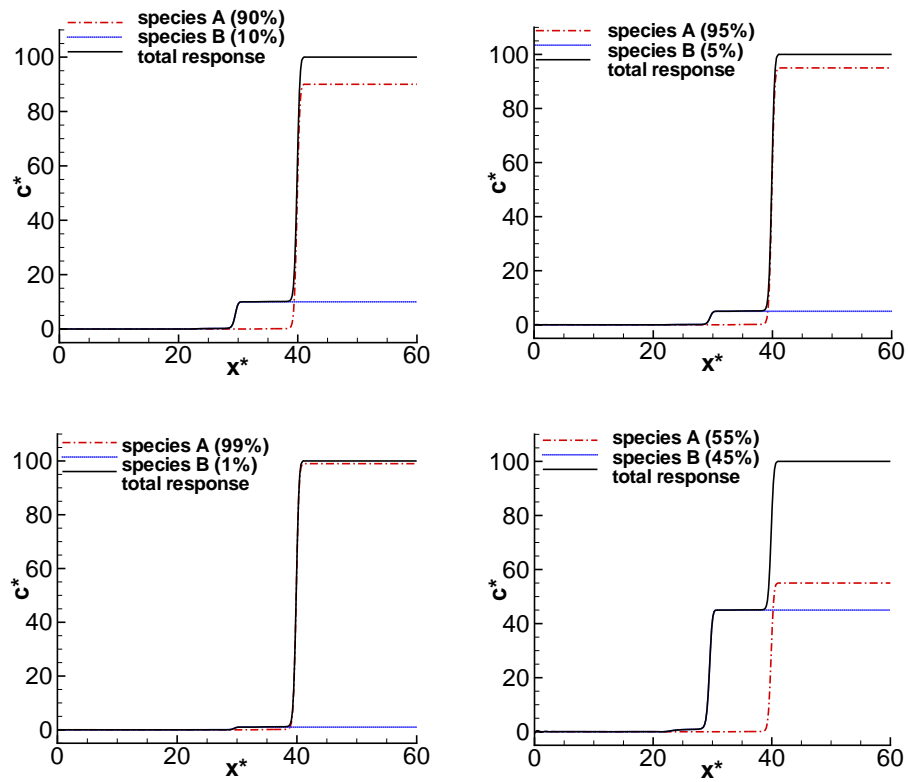 species A (90%)
species B (10%)
total response
100
80
60
40
20
0
c*
0
20
40
60
x*
species A (95%)
species B (5%)
total response
100
80
60
40
20
0
c*
0
20
40
60
x*
species A (99%)
species B (1%)
total response
100
80
60
40
20
0
c*
0
20
40
60
x*
species A (55%)
species B (45%)
total response
100
80
60
40
20
0
c*
0
20
40
60
x*